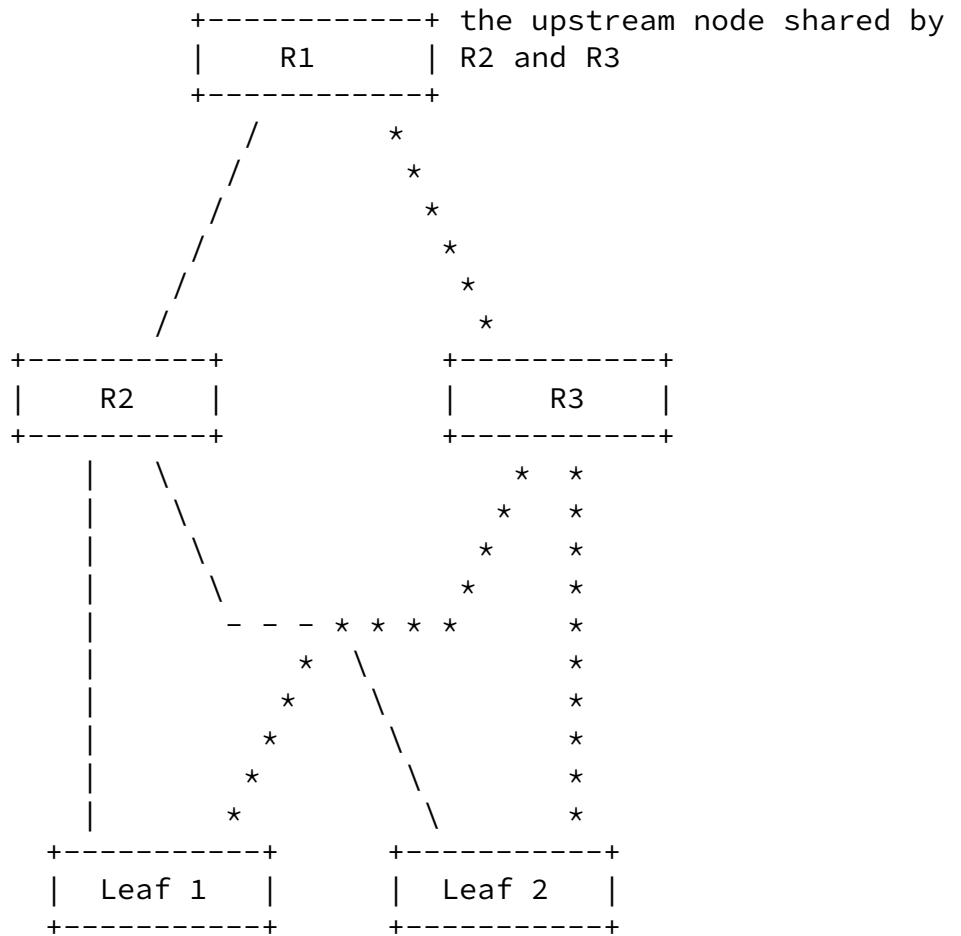 the upstream node shared by
R1
R2 and R3
R2
R3
Leaf 1
Leaf 2